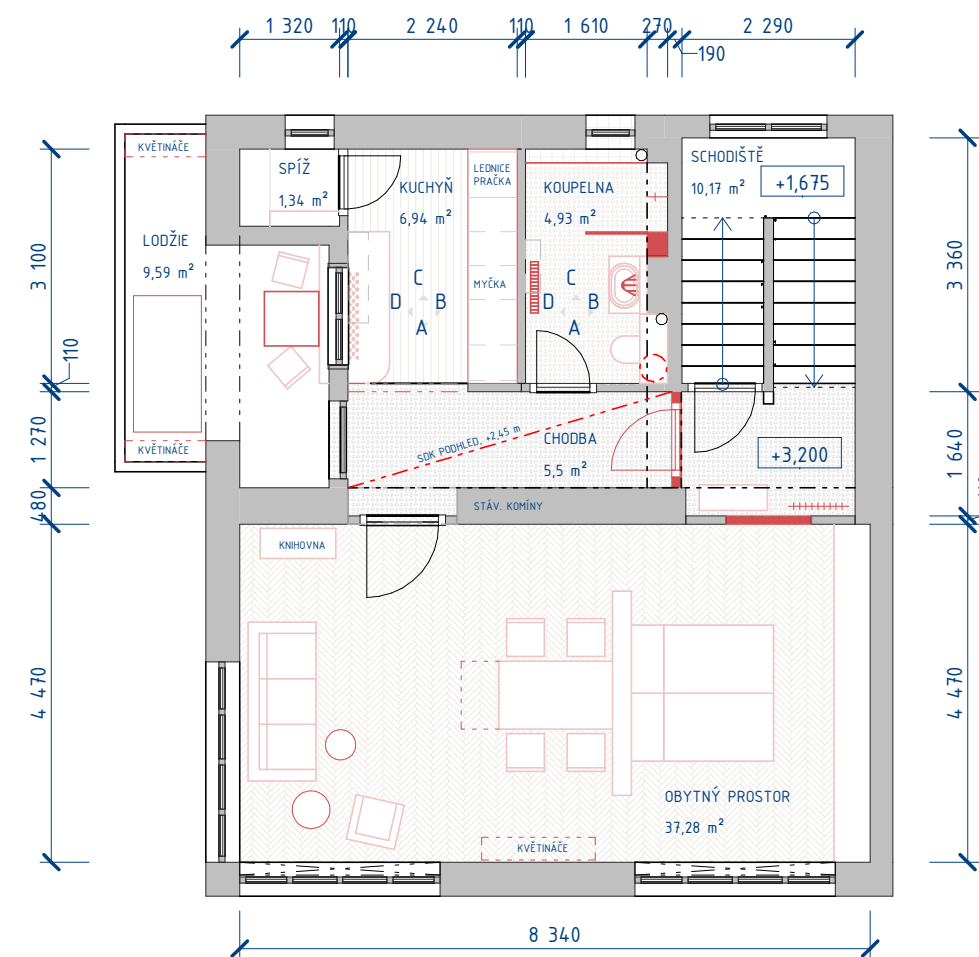 1 320
110
2 240
110
1 610
270
190
2 290
KVĚTINÁČE
SPÍŽ
1,34 m²
KUCHYŇ
6,94 m²
LEDNICE
PRAČKA
KOUPELNA
4,93 m²
SCHODIŠTĚ
10,17 m²
+1,675
LODŽIE
9,59 m²
MYČKA
C
D B
A
C
D B
A
3 100
3 360
110
1 270
480
KVĚTINÁČE
SDK PODHLED, +2,45 m
CHODBA
5,5 m²
+3,200
1 640
STÁV. KOMÍNY
KNIHOVNA
4 470
4 470
OBYTNÝ PROSTOR
37,28 m²
KVĚTINÁČE
8 340